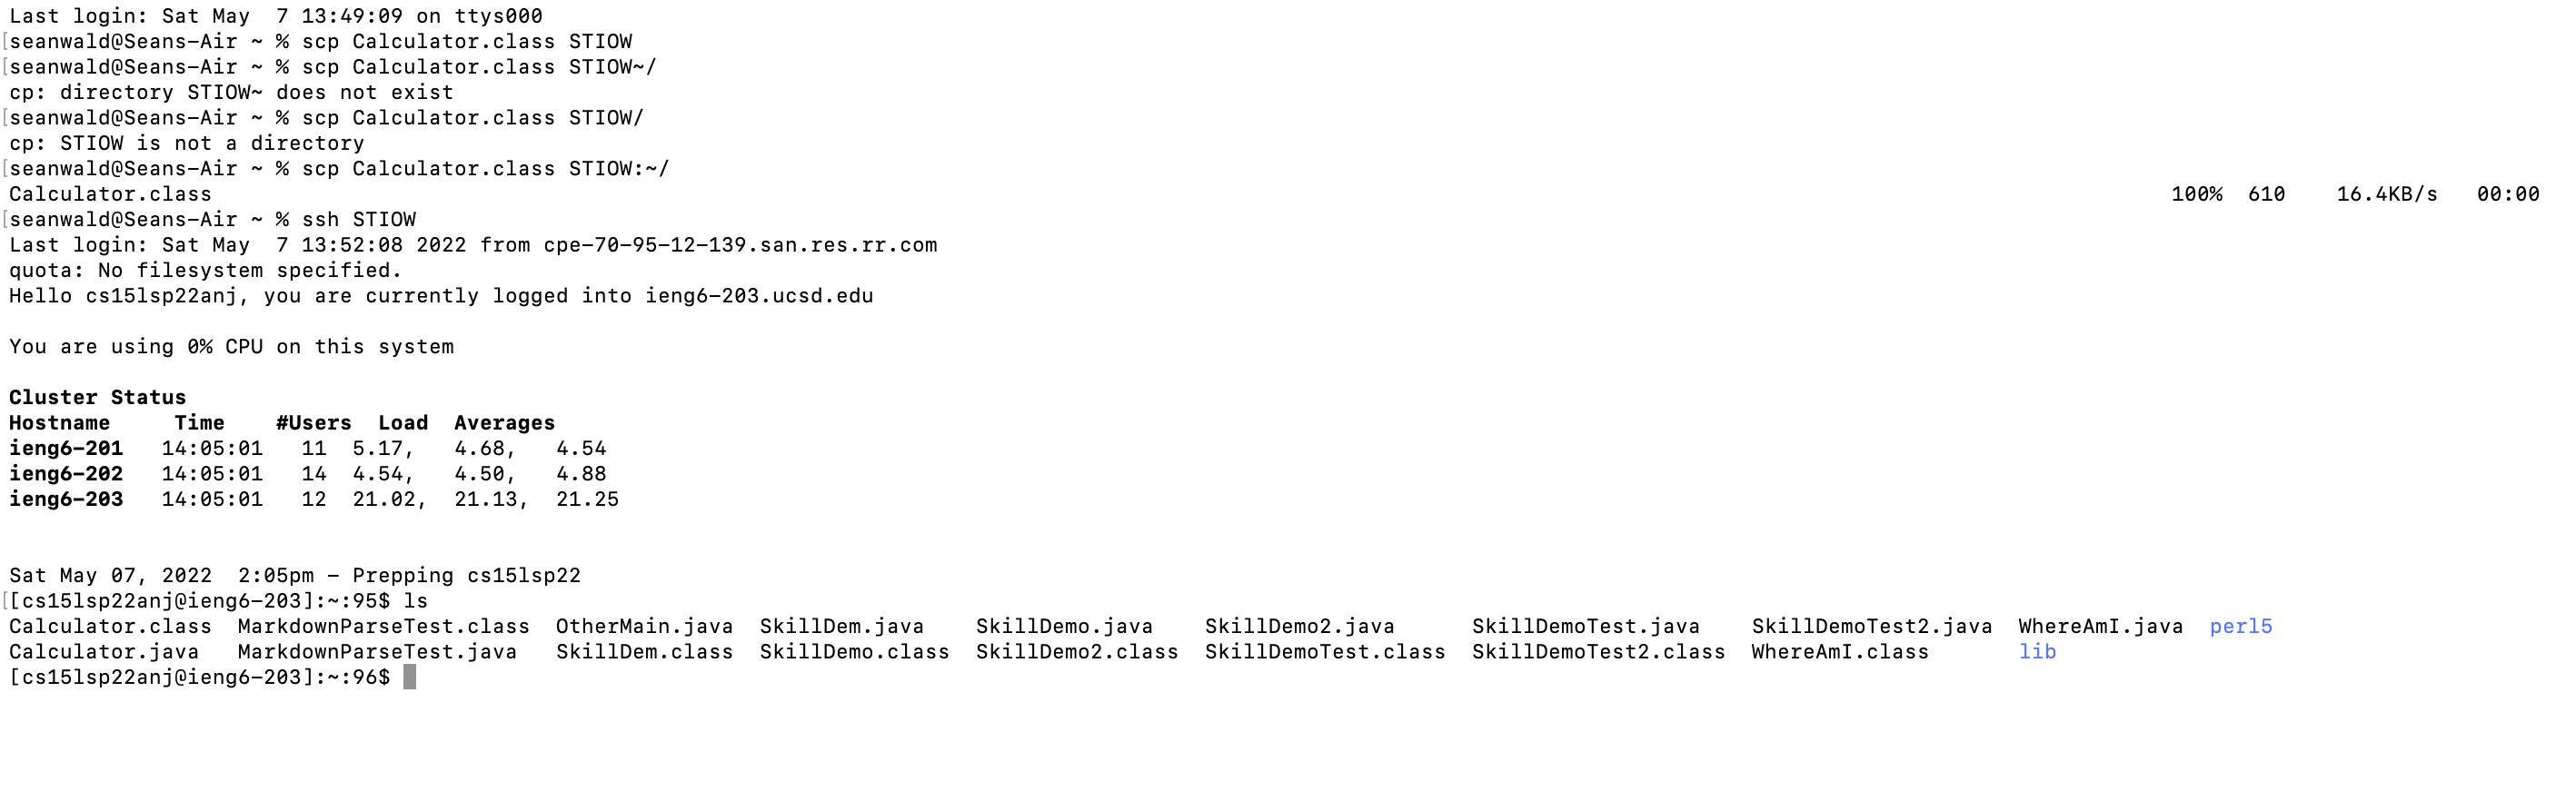 Last login: Sat May  7 13:49:09 on ttys000
[seanwald@Seans-Air ~ % scp Calculator.class STIOW
[seanwald@Seans-Air ~ % scp Calculator.class STIOW~/
cp: directory STIOW~ does not exist
[seanwald@Seans-Air ~ % scp Calculator.class STIOW/
cp: STIOW is not a directory
[seanwald@Seans-Air ~ % scp Calculator.class STIOW:~/
Calculator.class 100%  610    16.4KB/s   00:00
[seanwald@Seans-Air ~ % ssh STIOW
Last login: Sat May  7 13:52:08 2022 from cpe-70-95-12-139.san.res.rr.com
quota: No filesystem specified.
Hello cs15lsp22anj, you are currently logged into ieng6-203.ucsd.edu
You are using 0% CPU on this system
Cluster Status
Hostname     Time    #Users  Load  Averages
ieng6-201   14:05:01   11  5.17,   4.68,   4.54
ieng6-202   14:05:01   14  4.54,   4.50,   4.88
ieng6-203   14:05:01   12  21.02,  21.13,  21.25
Sat May 07, 2022  2:05pm - Prepping cs15lsp22
[[cs15lsp22anj@ieng6-203]:~:95$ ls
Calculator.class  MarkdownParseTest.class  OtherMain.java  SkillDem.java    SkillDemo.java    SkillDemo2.java      SkillDemoTest.java    SkillDemoTest2.java  WhereAmI.java  perl5
Calculator.java   MarkdownParseTest.java   SkillDem.class  SkillDemo.class  SkillDemo2.class  SkillDemoTest.class  SkillDemoTest2.class  WhereAmI.class       lib
[cs15lsp22anj@ieng6-203]:~:96$